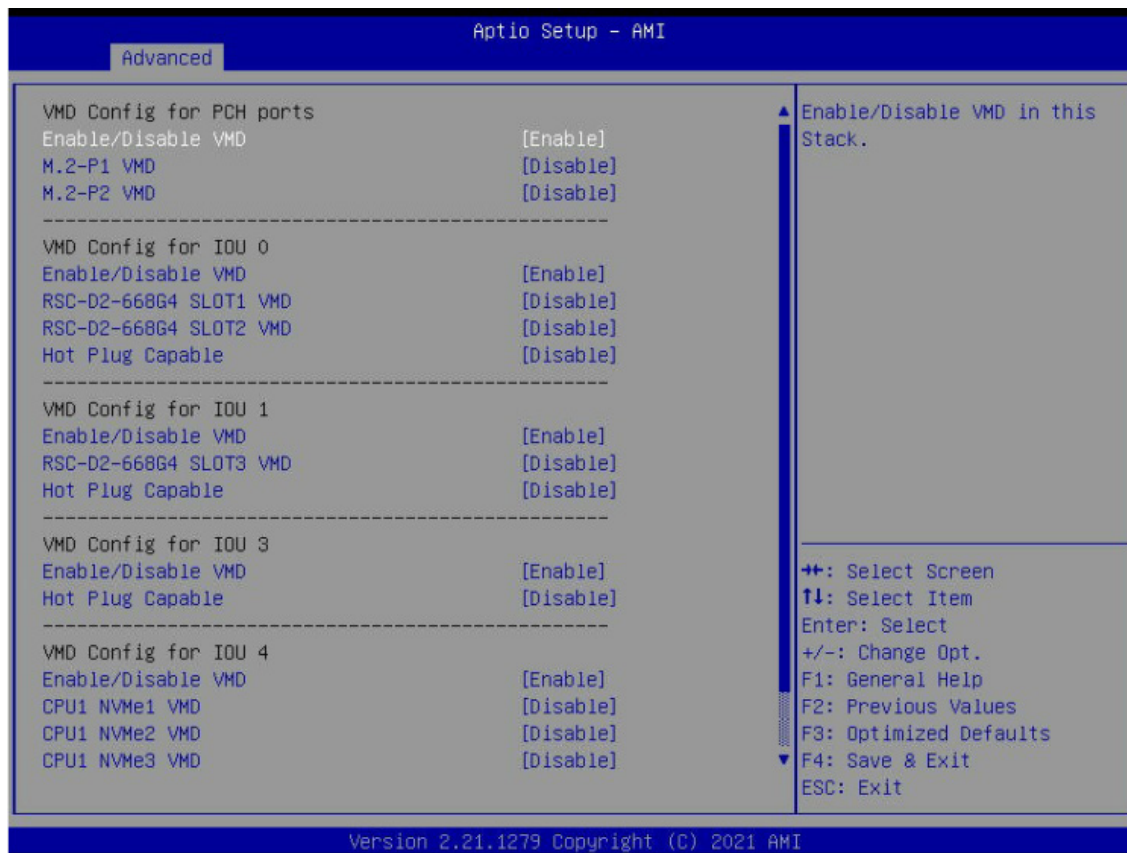 Aptio Setup - AMI
Advanced
VMD Config for PCH ports
Enable/Disable VMD [Enable]
M.2-P1 VMD [Disable]
M.2-P2 VMD [Disable]
--------------------------------------------------
VMD Config for IOU 0
Enable/Disable VMD [Enable]
RSC-D2-668G4 SLOT1 VMD [Disable]
RSC-D2-668G4 SLOT2 VMD [Disable]
Hot Plug Capable [Disable]
--------------------------------------------------
VMD Config for IOU 1
Enable/Disable VMD [Enable]
RSC-D2-668G4 SLOT3 VMD [Disable]
Hot Plug Capable [Disable]
--------------------------------------------------
VMD Config for IOU 3
Enable/Disable VMD [Enable]
Hot Plug Capable [Disable]
--------------------------------------------------
VMD Config for IOU 4
Enable/Disable VMD [Enable]
CPU1 NVMe1 VMD [Disable]
CPU1 NVMe2 VMD [Disable]
CPU1 NVMe3 VMD [Disable]
Enable/Disable VMD in this
Stack.
→←: Select Screen
↑↓: Select Item
Enter: Select
+/-: Change Opt.
F1: General Help
F2: Previous Values
F3: Optimized Defaults
F4: Save & Exit
ESC: Exit
Version 2.21.1279 Copyright (C) 2021 AMI